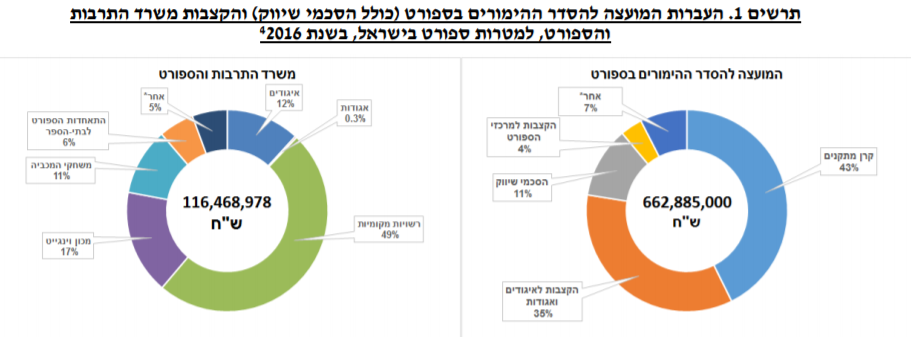 תרשים 1. העברות המועצה להסדר ההימורים בספורט (כולל הסכמי שיווק) והקצבות משרד התרבות
והספורט, למטרות ספורט בישראל, בשנת 2016⁴
המועצה להסדר ההימורים בספורט
אחר*
7%
הקצבות למרכזי
הספורט
4%
הסכמי שיווק
11%
קרן מתקנים
43%
662,885,000
ש"ח
הקצבות לאיגודים
ואגודות
35%
משרד התרבות והספורט
איגודים
12%
אחר*
5%
אגודות
0.3%
התאחדות הספורט
לבתי-הספר
6%
משחקי המכביה
11%
116,468,978
ש"ח
רשויות מקומיות
49%
מכון וינגייט
17%